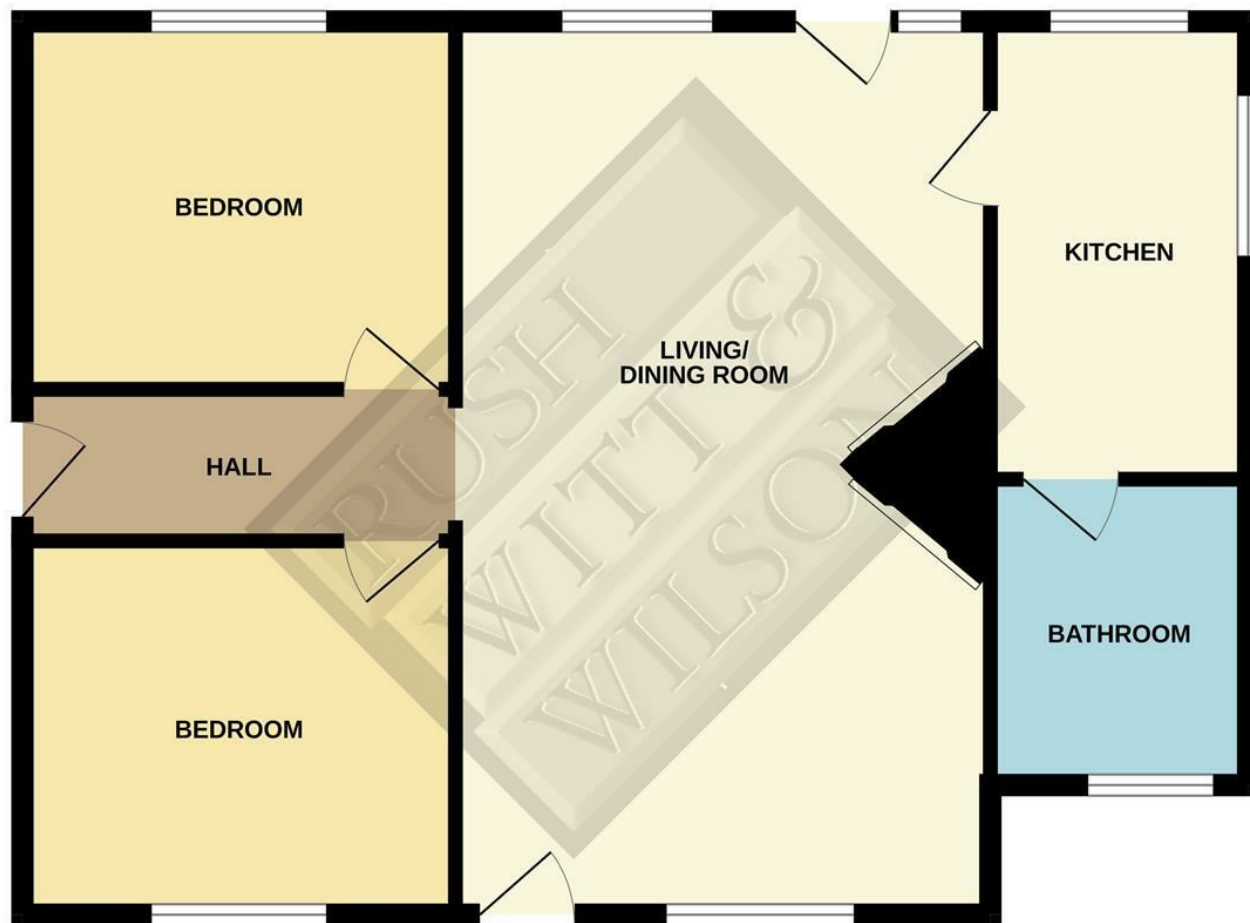 BEDROOM
LIVING/
DINING ROOM
KITCHEN
HALL
BEDROOM
BATHROOM
RUSH
WITT &
WILSON